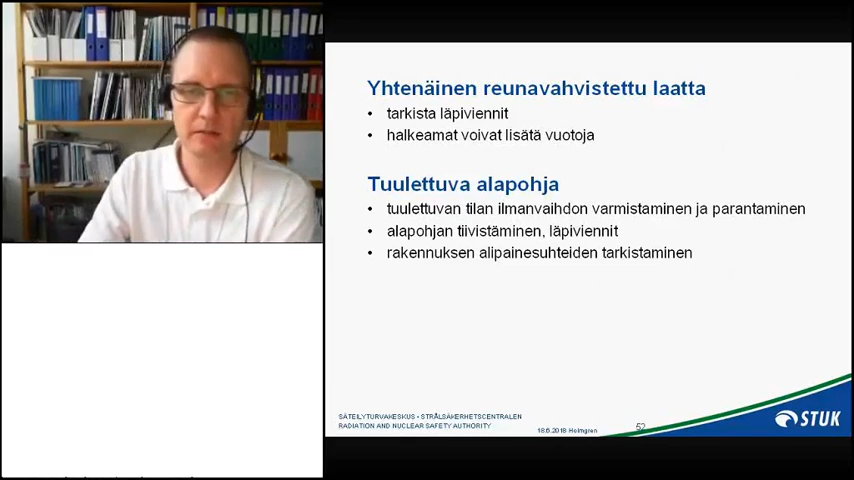 Yhtenäinen reunavahvistettu laatta
• tarkista läpiviennit
• halkeamat voivat lisätä vuotoja
Tuulettuva alapohja
• tuulettuvan tilan ilmanvaihdon varmistaminen ja parantaminen
• alapohjan tiivistäminen, läpiviennit
• rakennuksen alipainesuhteiden tarkistaminen
SÄTEILYTURVAKESKUS • STRÅLSÄKERHETSCENTRALEN
RADIATION AND NUCLEAR SAFETY AUTHORITY
18.6.2018 Holmgren
52
STUK